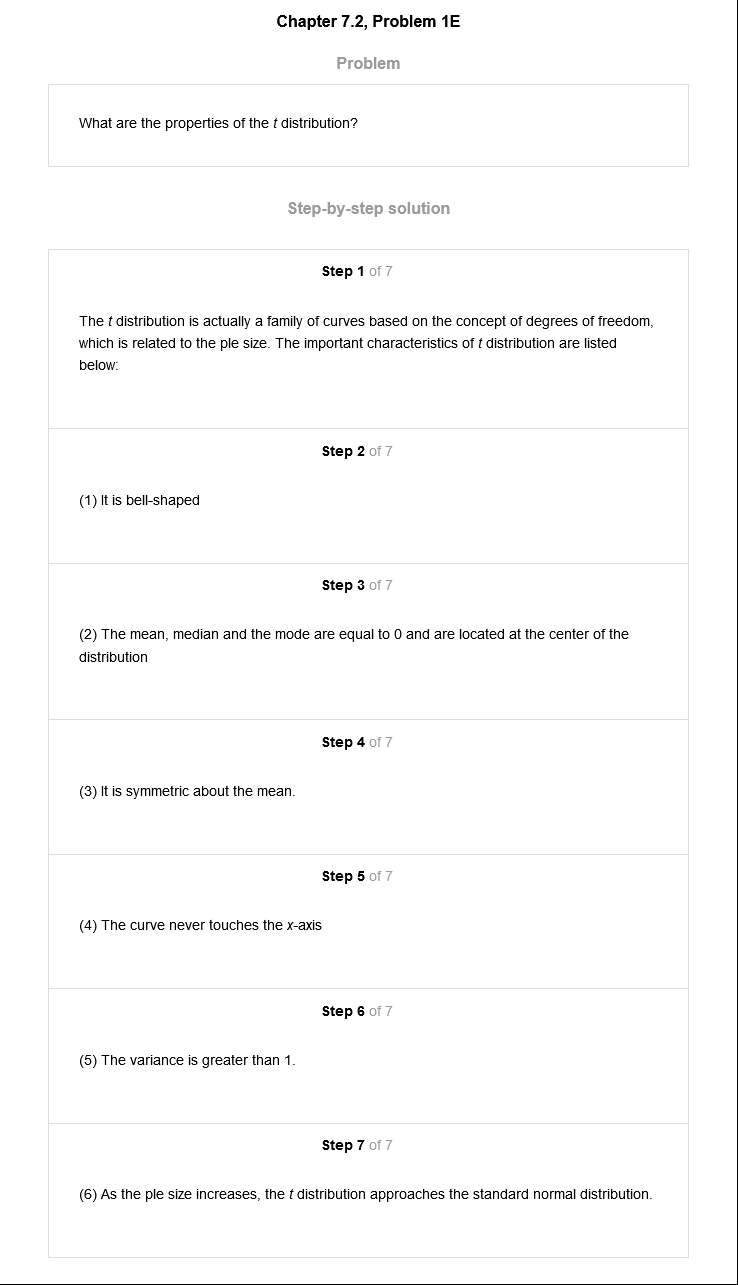 Chapter 7.2, Problem 1E
Problem
What are the properties of the t distribution?
Step-by-step solution
Step 1 of 7
The t distribution is actually a family of curves based on the concept of degrees of freedom,
which is related to the ple size. The important characteristics of t distribution are listed
below:
Step 2 of 7
(1) It is bell-shaped
Step 3 of 7
(2) The mean, median and the mode are equal to 0 and are located at the center of the
distribution
Step 4 of 7
(3) It is symmetric about the mean.
Step 5 of 7
(4) The curve never touches the x-axis
Step 6 of 7
(5) The variance is greater than 1.
Step 7 of 7
(6) As the ple size increases, the t distribution approaches the standard normal distribution.